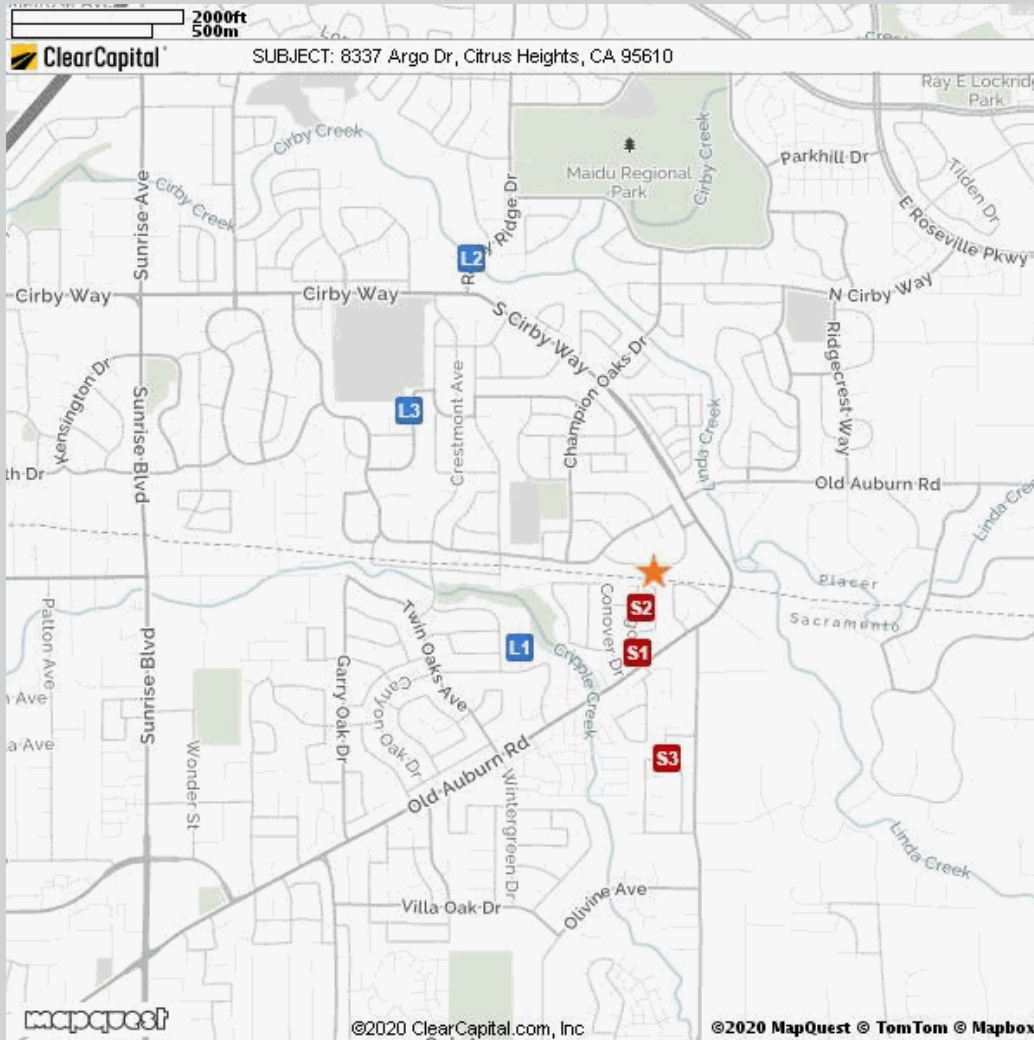 2000ft
500m
ClearCapital
SUBJECT: 8337 Argo Dr, Citrus Heights, CA 95610
Ray E Lockridge
Park
Cirby Creek
Maidu Regional
Park
Cirby Creek
Parkhill Dr
Tilden Dr
Cirby Creek
Sunrise Ave
Ridge Dr
E Roseville Pkwy
L2
Cirby Way
Cirby Way
N Cirby Way
S Cirby Way
Kensington Dr
Champion Oaks Dr
Ridgecrest Way
Sunrise Blvd
L3
Crestmont Ave
Linda Creek
th Dr
Old Auburn Rd
Linda Cree
Placer
Sacramento
Patton Ave
Twin Oaks Ave
Conover Dr
S2
L1
S1
Cripple Creek
Sunrise Blvd
Garry Oak Dr
Canyon Oak Dr
Ave
a Ave
S3
Wonder St
Old Auburn Rd
Wintergreen Dr
Linda Creek
Villa Oak Dr
Olivine Ave
mapquest
©2020 ClearCapital.com, Inc
©2020 MapQuest © TomTom © Mapbox